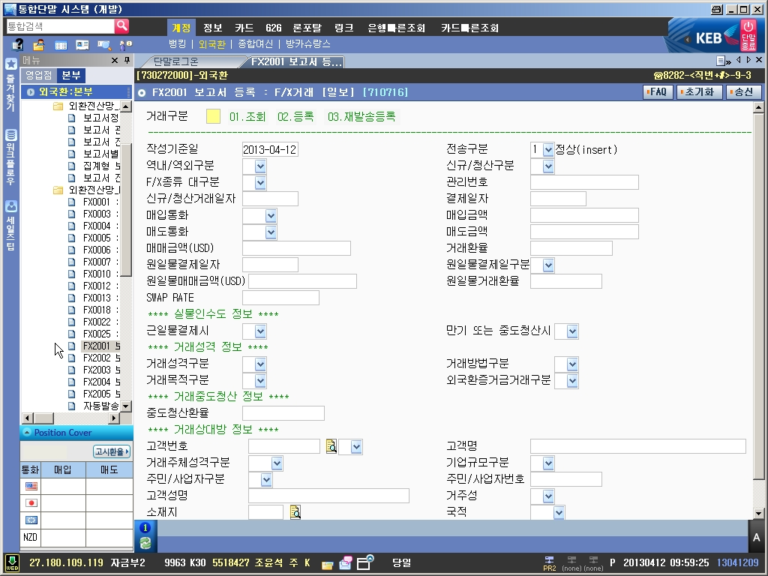 통합단말 시스템 (개발)
통합검색
계정 정보 카드 626 론포탈 링크 은행빠른조회 카드빠른조회
뱅킹 | 외국환 | 종합여신 | 방카슈랑스
KEB
단말종료
메뉴
영업점 본부
외국환:본부
외환전산망_
보고서정
보고서 관
보고서 전
보고서별
집계형 보
보고서 전
외환전산망_
FX0001 :
FX0003 :
FX0004 :
FX0005 :
FX0006 :
FX0007 :
FX0010 :
FX0012 :
FX0013 :
FX0018 :
FX0022 :
FX0025 :
FX2001 보
FX2002 보
FX2003 보
FX2004 보
FX2005 보
자동발송
즐겨찾기
워크플로우
세일즈팁
Position Cover
고시환율
통화 매입 매도
NZD
단말로그온
FX2001 보고서 등...
[730272000]-외국환
☎8282-<직번+#>-9-3
FX2001 보고서 등록 : F/X거래 [일보] [710716]
FAQ 초기화 송신
거래구분 01.조회 02.등록 03.재발송등록
작성기준일 2013-04-12 전송구분 1 정상(insert)
역내/역외구분 신규/청산구분
F/X종류 대구분 관리번호
신규/청산거래일자 결제일자
매입통화 매입금액
매도통화 매도금액
매매금액(USD) 거래환율
원일물결제일자 원일물결제일구분
원일물매매금액(USD) 원일물거래환율
SWAP RATE
**** 실물인수도 정보 ****
근일물결제시 만기 또는 중도청산시
**** 거래성격 정보 ****
거래성격구분 거래방법구분
거래목적구분 외국환증거금거래구분
**** 거래중도청산 정보 ****
중도청산환율
**** 거래상대방 정보 ****
고객번호 고객명
거래주체성격구분 기업규모구분
주민/사업자구분 주민/사업자번호
고객성명 거주성
소재지 국적
1
A
KEB 27.180.109.119 자금부2 9963 K30 5518427 조윤석 주 K 당일 PR2 (none) (none) P 20130412 09:59:25 13041209